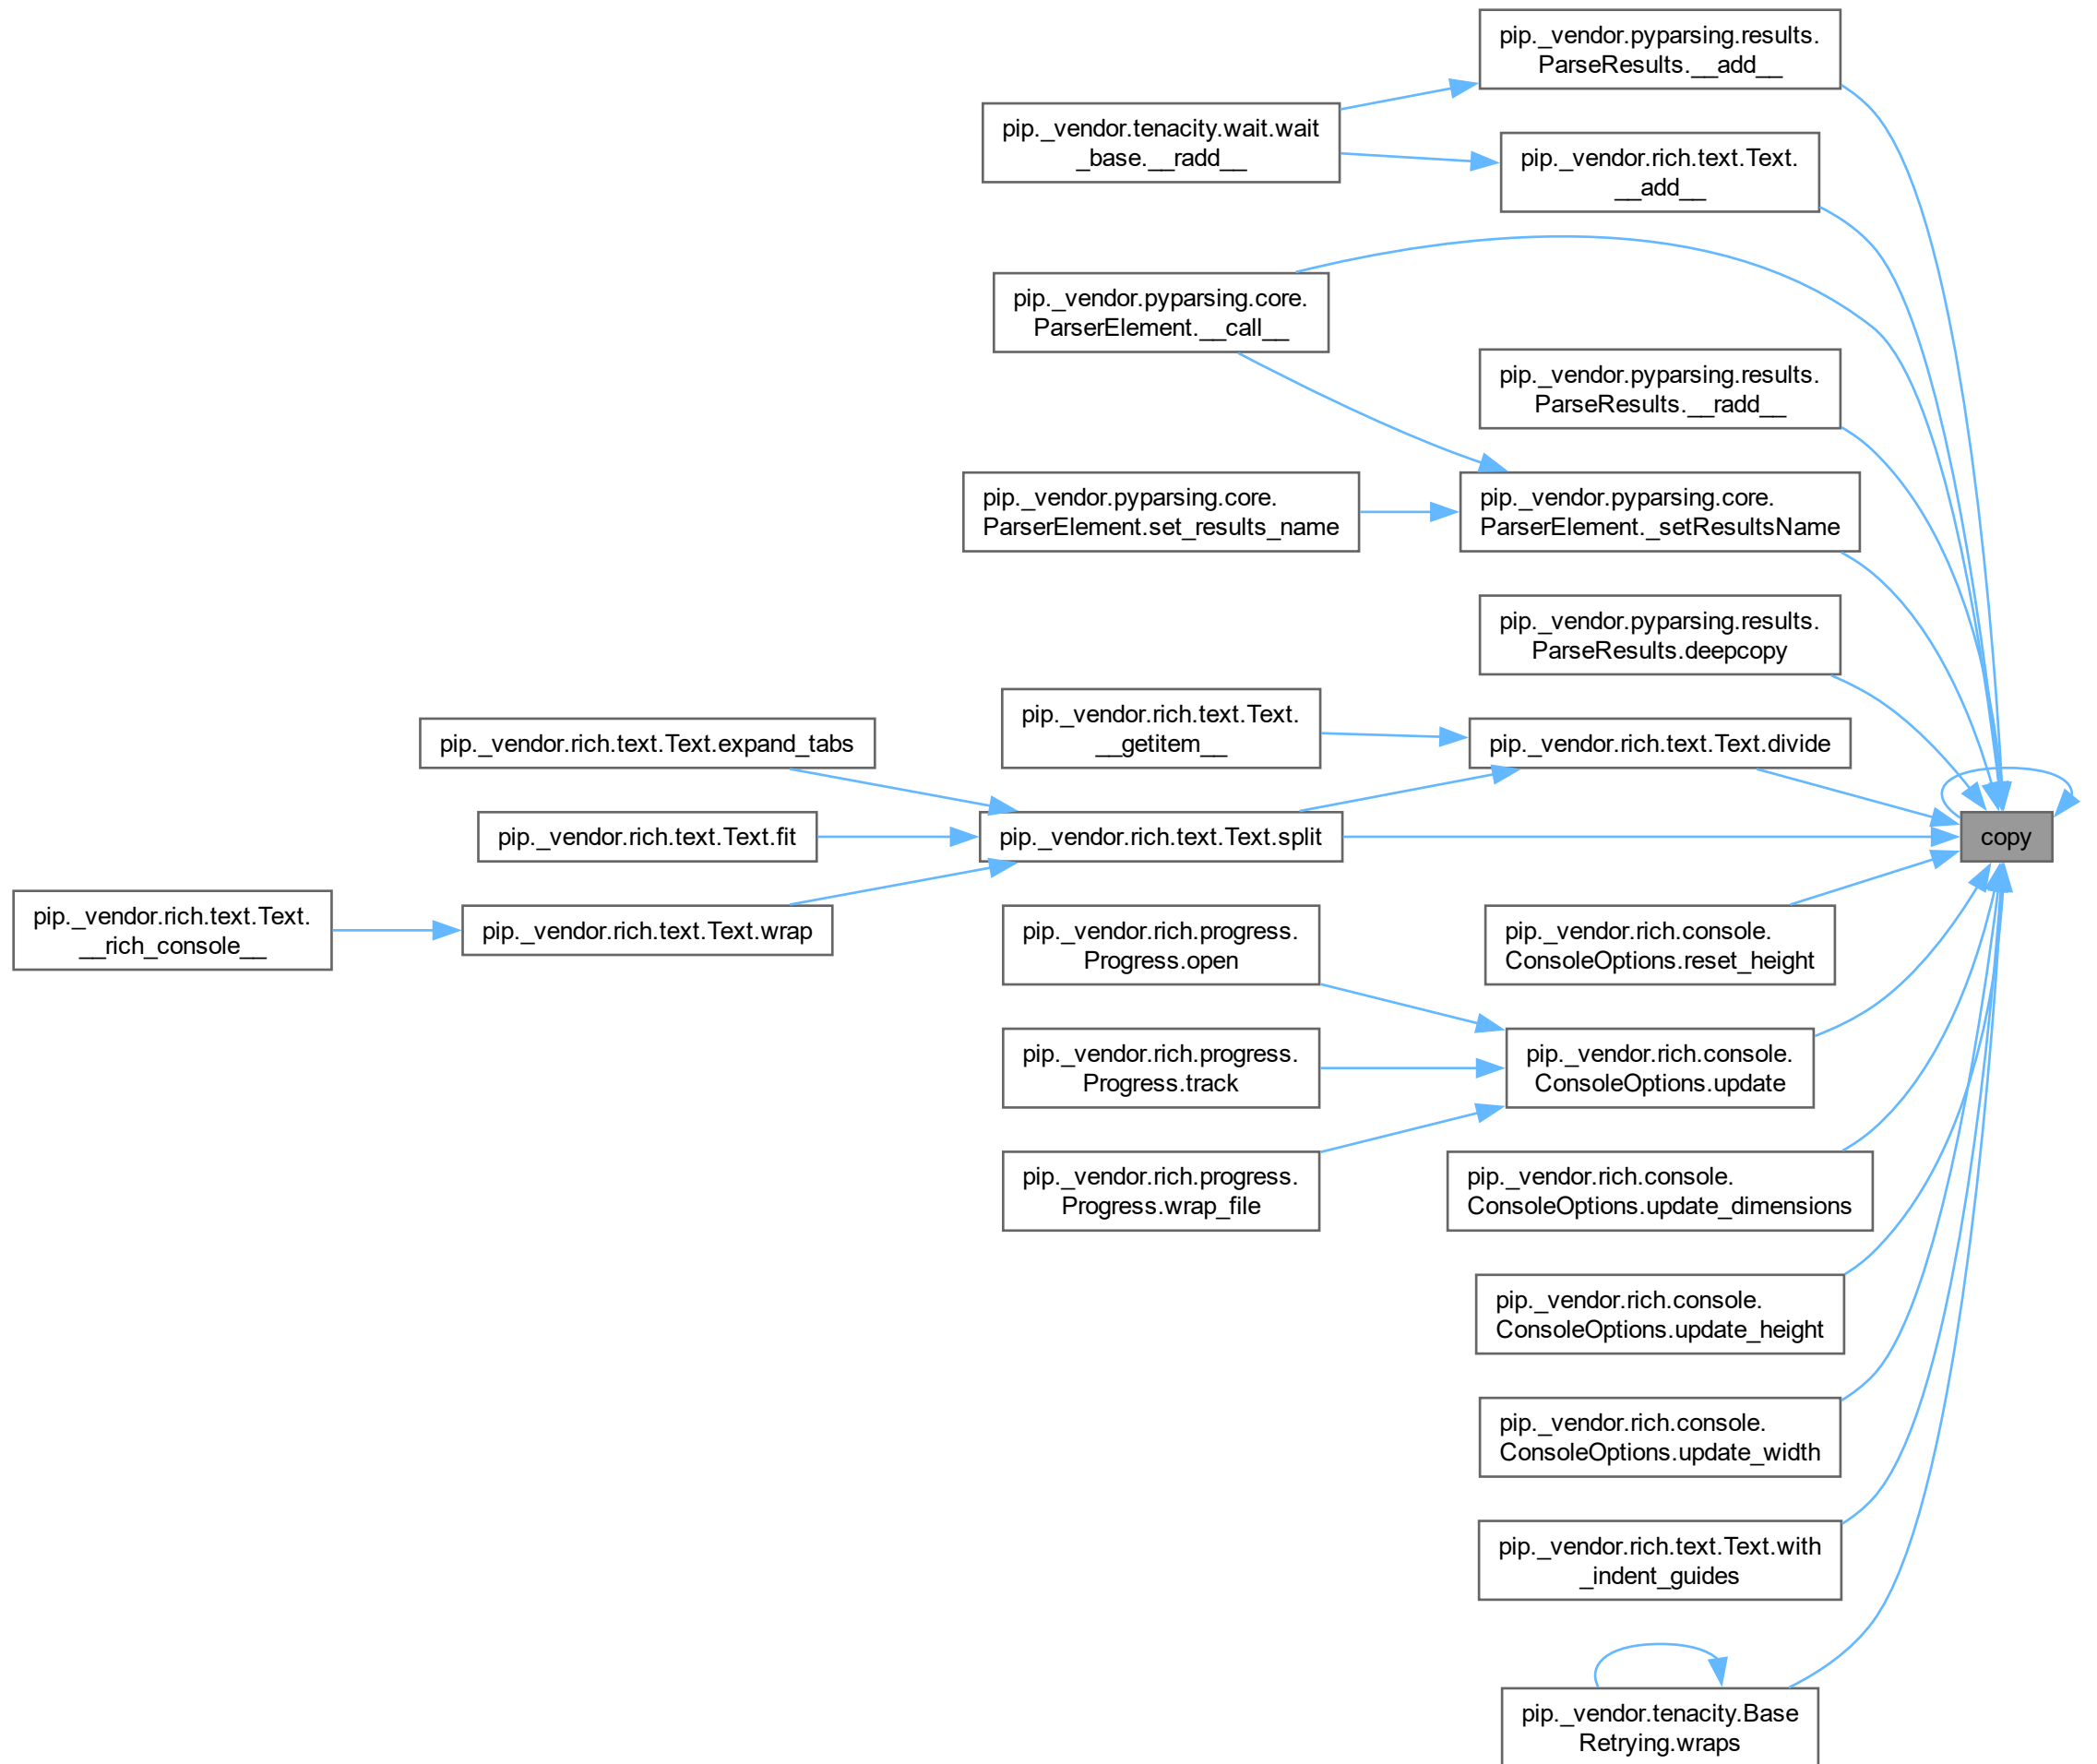 pip._vendor.pyparsing.results.
ParseResults.__add__
pip._vendor.tenacity.wait.wait
_base.__radd__
pip._vendor.rich.text.Text.
__add__
pip._vendor.pyparsing.core.
ParserElement.__call__
pip._vendor.pyparsing.results.
ParseResults.__radd__
pip._vendor.pyparsing.core.
ParserElement.set_results_name
pip._vendor.pyparsing.core.
ParserElement._setResultsName
pip._vendor.pyparsing.results.
ParseResults.deepcopy
pip._vendor.rich.text.Text.
__getitem__
pip._vendor.rich.text.Text.divide
pip._vendor.rich.text.Text.expand_tabs
pip._vendor.rich.text.Text.fit
pip._vendor.rich.text.Text.split
copy
pip._vendor.rich.text.Text.
__rich_console__
pip._vendor.rich.text.Text.wrap
pip._vendor.rich.progress.
Progress.open
pip._vendor.rich.console.
ConsoleOptions.reset_height
pip._vendor.rich.progress.
Progress.track
pip._vendor.rich.console.
ConsoleOptions.update
pip._vendor.rich.progress.
Progress.wrap_file
pip._vendor.rich.console.
ConsoleOptions.update_dimensions
pip._vendor.rich.console.
ConsoleOptions.update_height
pip._vendor.rich.console.
ConsoleOptions.update_width
pip._vendor.rich.text.Text.with
_indent_guides
pip._vendor.tenacity.Base
Retrying.wraps